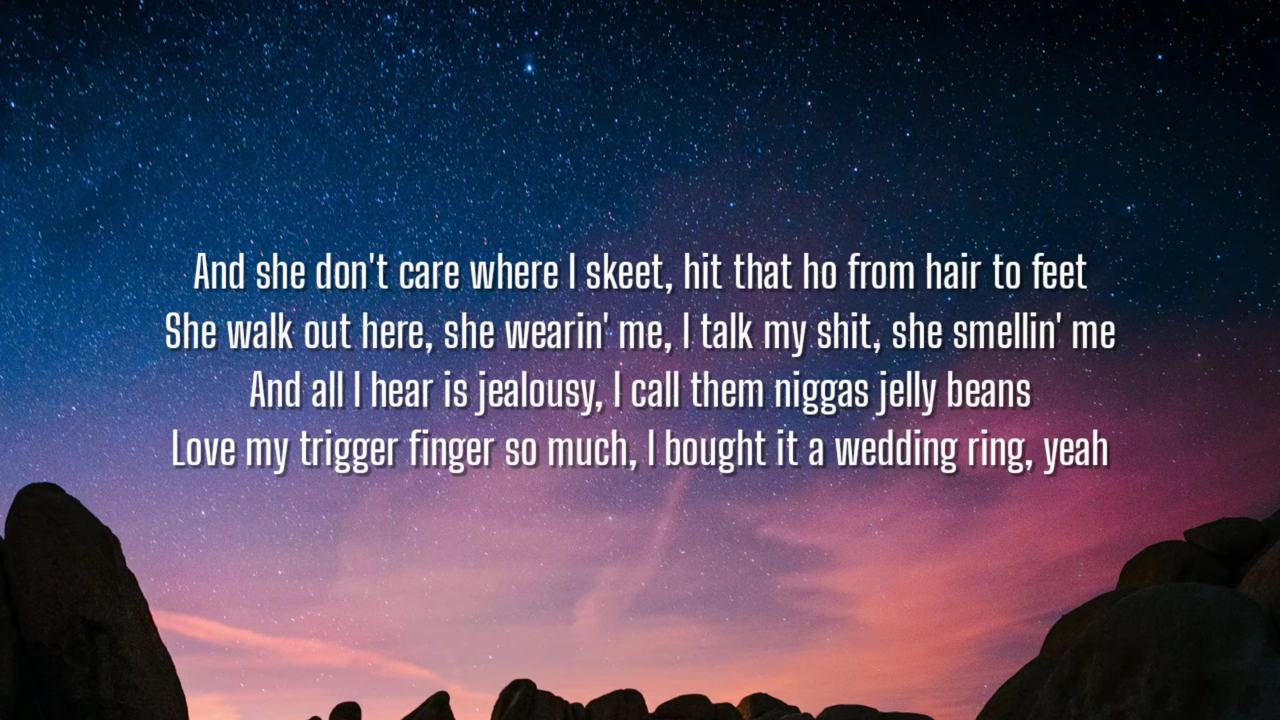 And she don't care where I skeet, hit that ho from hair to feet
She walk out here, she wearin' me, I talk my shit, she smellin' me
And all I hear is jealousy, I call them niggas jelly beans
Love my trigger finger so much, I bought it a wedding ring, yeah